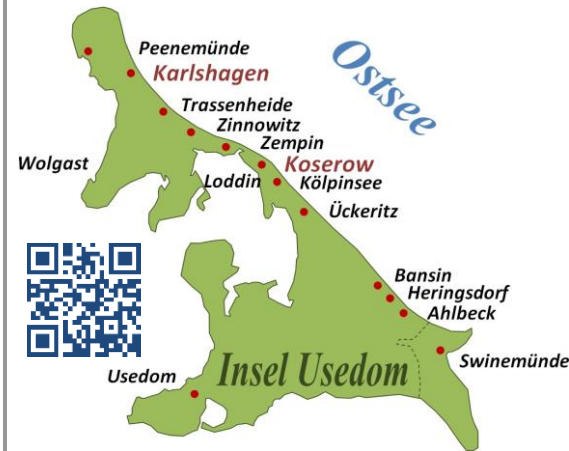 Ostsee
Peenemünde
Karlshagen
Trassenheide
Zinnowitz
Zempin
Wolgast
Koserow
Loddin
Kölpinsee
Ückeritz
Bansin
Heringsdorf
Ahlbeck
Swinemünde
Usedom
Insel Usedom